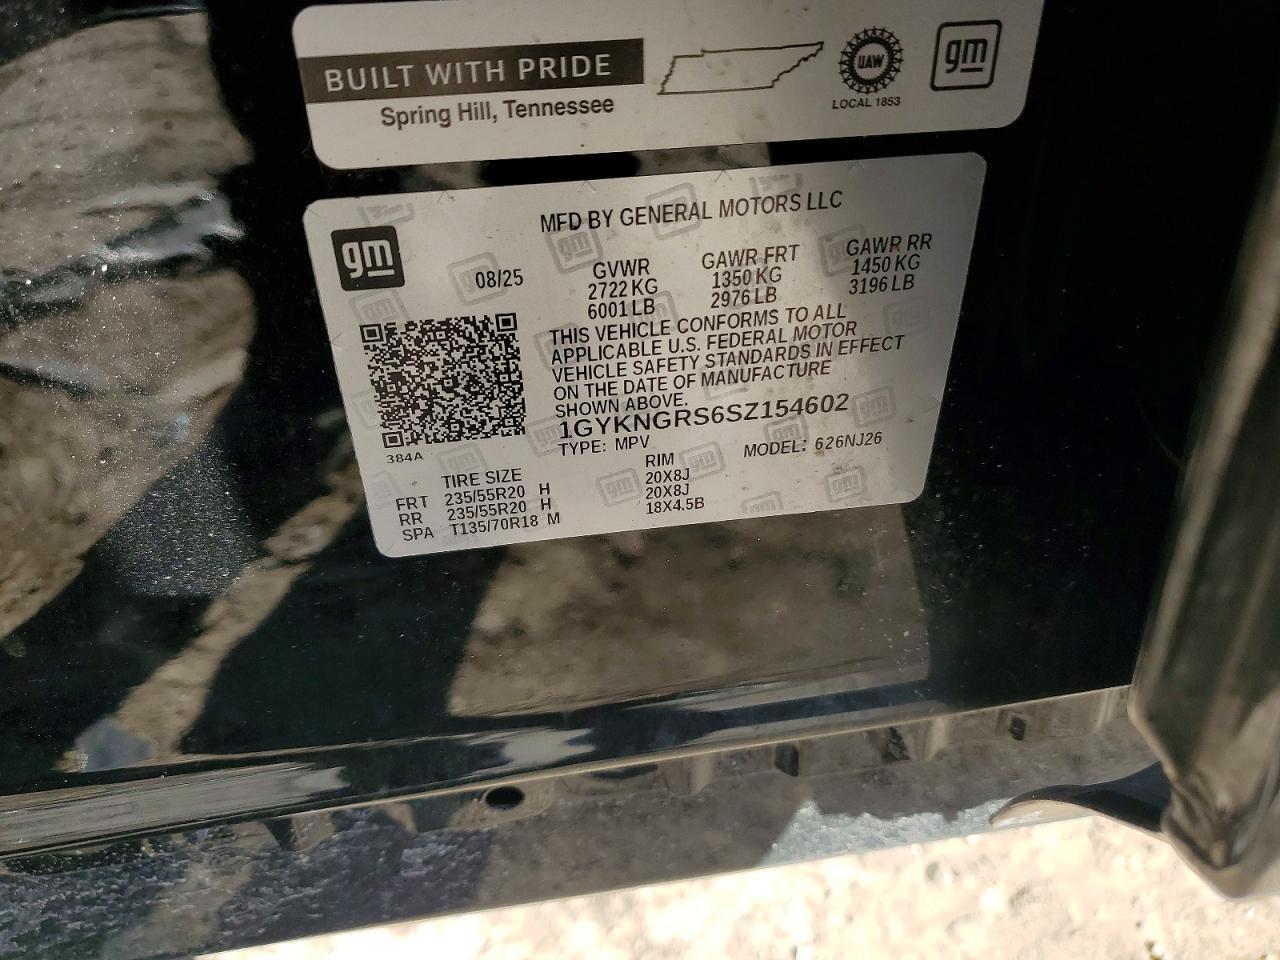 BUILT WITH PRIDE
Spring Hill, Tennessee
UAW
LOCAL 1853
gm
gm
MFD BY GENERAL MOTORS LLC
08/25
GVWR
2722 KG
6001 LB
GAWR FRT
1350 KG
2976 LB
GAWR RR
1450 KG
3196 LB
THIS VEHICLE CONFORMS TO ALL
APPLICABLE U.S. FEDERAL MOTOR
VEHICLE SAFETY STANDARDS IN EFFECT
ON THE DATE OF MANUFACTURE
SHOWN ABOVE.
1GYKNGRS6SZ154602
TYPE: MPV
MODEL: 626NJ26
384A
TIRE SIZE RIM
FRT 235/55R20 H 20X8J
RR 235/55R20 H 20X8J
SPA T135/70R18 M 18X4.5B